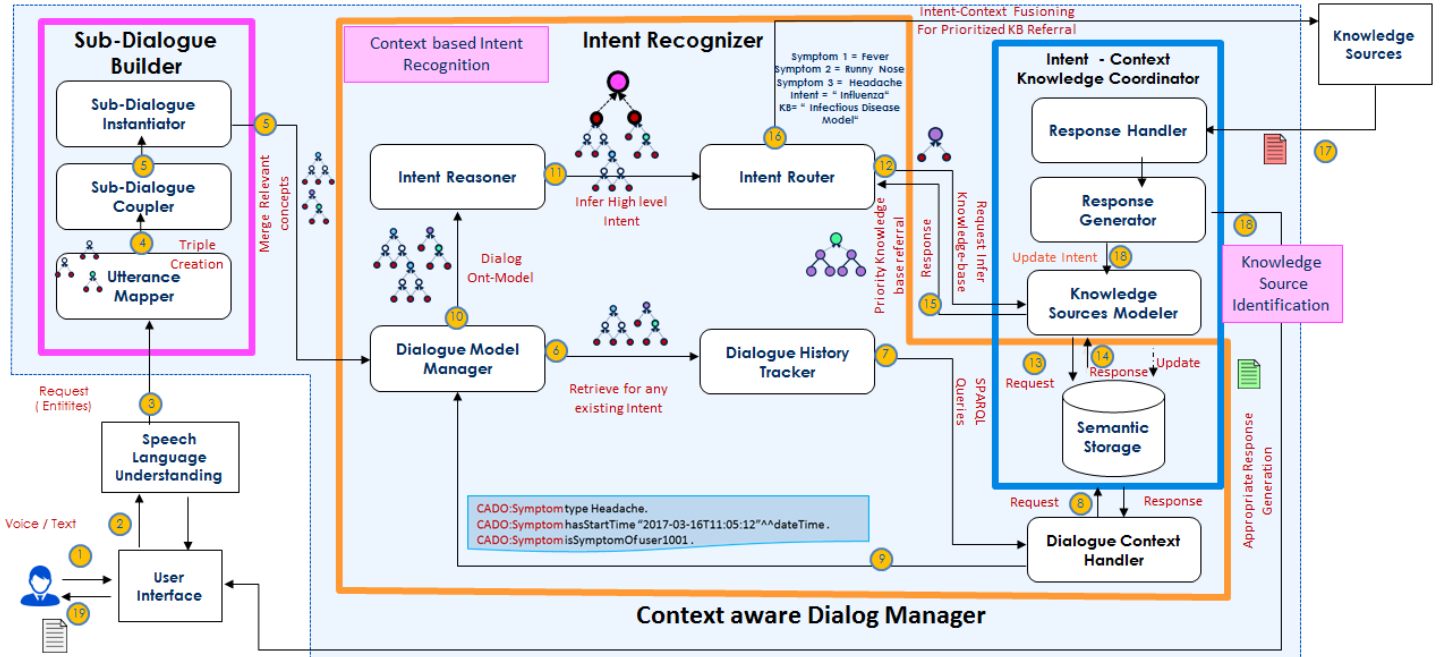 Sub-Dialogue
Builder
Sub-Dialogue
Instantiator
5
Sub-Dialogue
Coupler
4
Triple
Creation
Utterance
Mapper
5
Merge Relevant
concepts
Request
( Entitites)
3
Speech
Language
Understanding
Voice / Text
2
1
19
User
Interface
Context based Intent
Recognition
Intent Recognizer
Intent Reasoner
11
Infer High level
Intent
Intent Router
Symptom 1 = Fever
Symptom 2 = Runny Nose
Symptom 3 = Headache
Intent = “ Influenza“
KB= “ Infectious Disease
Model“
16
12
Dialog
Ont-Model
10
Dialogue Model
Manager
6
Retrieve for any
existing Intent
Dialogue History
Tracker
7
SPARQL
Queries
Priority Knowledge
base referral
Response
Request Infer
Knowledge-base
15
CADO:Symptom type Headache.
CADO:Symptom hasStartTime “2017-03-16T11:05:12”^^dateTime .
CADO:Symptom isSymptomOfuser1001 .
9
Intent-Context Fusioning
For Prioritized KB Referral
Knowledge
Sources
17
Intent - Context
Knowledge Coordinator
Response Handler
Response
Generator
18
Update Intent
18
Knowledge
Sources Modeler
Knowledge
Source
Identification
13
14
Request
Response
Update
Semantic
Storage
Request
8
Response
Dialogue Context
Handler
Appropriate Response
Generation
Context aware Dialog Manager